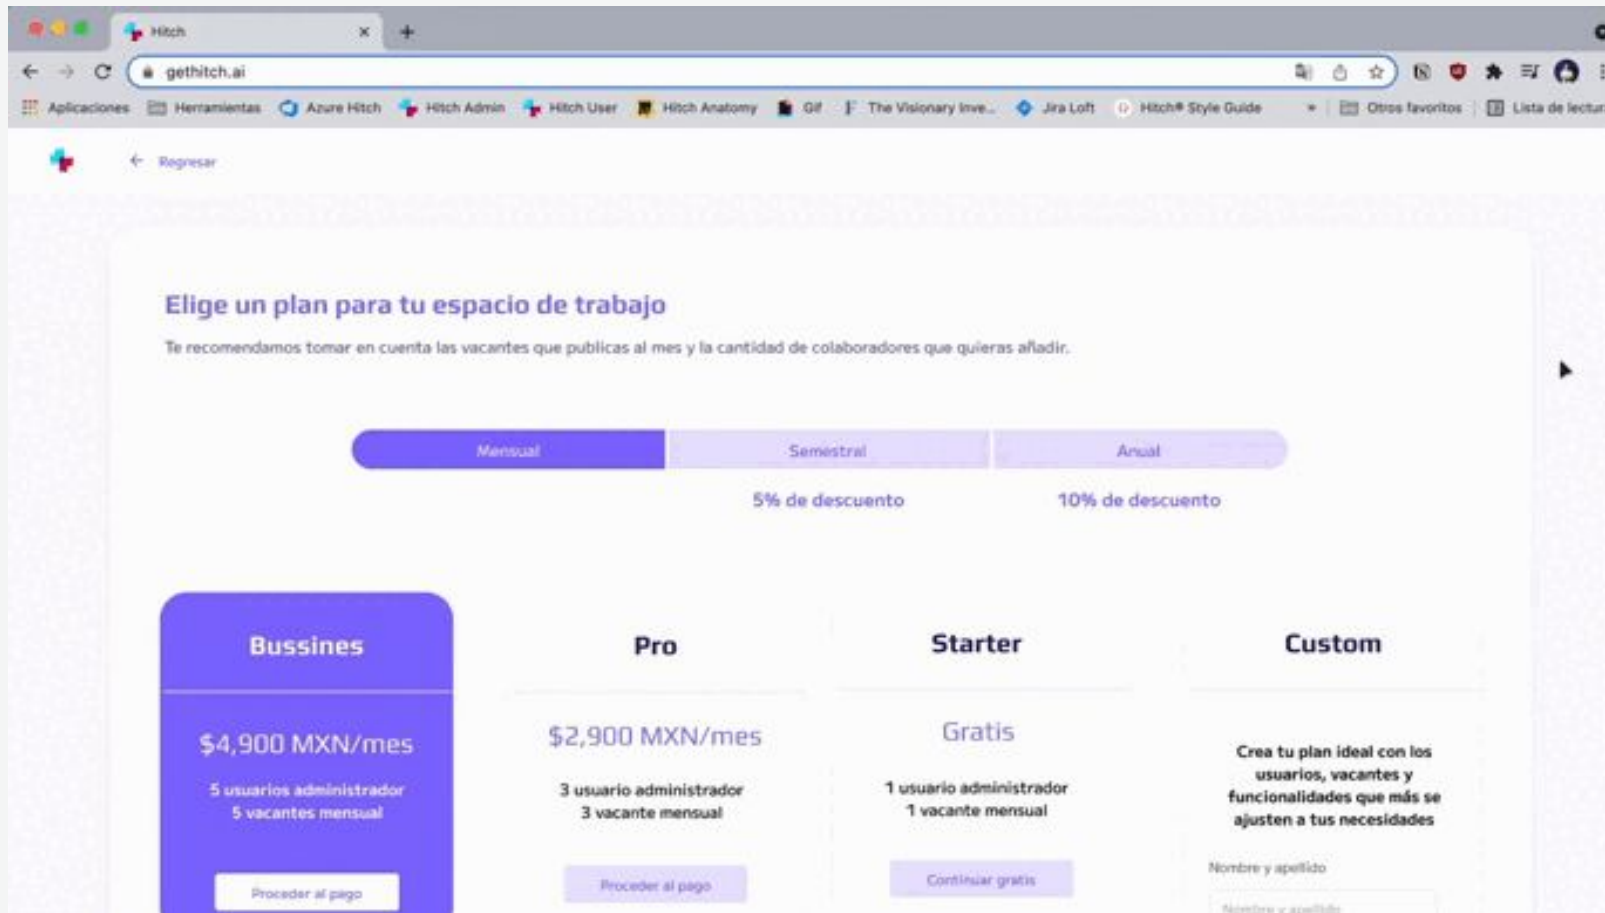 Hitch
gethitch.ai
Aplicaciones Herramientas Azure Hitch Hitch Admin Hitch User Hitch Anatomy Gif The Visionary Inve... Jira Loft Hitch® Style Guide » Otros favoritos Lista de lectur
Regresar
Elige un plan para tu espacio de trabajo
Te recomendamos tomar en cuenta las vacantes que publicas al mes y la cantidad de colaboradores que quieras añadir.
Mensual Semestral Anual
5% de descuento 10% de descuento
Bussines
$4,900 MXN/mes
5 usuarios administrador
5 vacantes mensual
Proceder al pago
Pro
$2,900 MXN/mes
3 usuario administrador
3 vacante mensual
Proceder al pago
Starter
Gratis
1 usuario administrador
1 vacante mensual
Continuar gratis
Custom
Crea tu plan ideal con los
usuarios, vacantes y
funcionalidades que más se
ajusten a tus necesidades
Nombre y apellido
Nombre y apellido